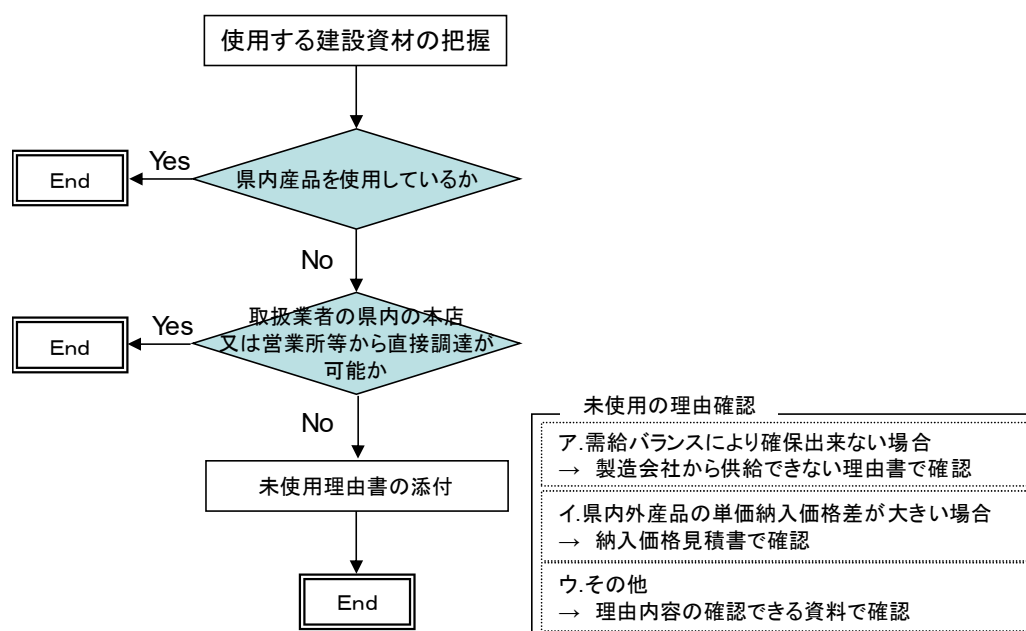 使用する建設資材の把握
Yes
End
県内産品を使用しているか
No
Yes
End
取扱業者の県内の本店
又は営業所等から直接調達が
可能か
No
未使用理由書の添付
End
未使用の理由確認
ア.需給バランスにより確保出来ない場合
→ 製造会社から供給できない理由書で確認
イ.県内外産品の単価納入価格差が大きい場合
→ 納入価格見積書で確認
ウ.その他
→ 理由内容の確認できる資料で確認